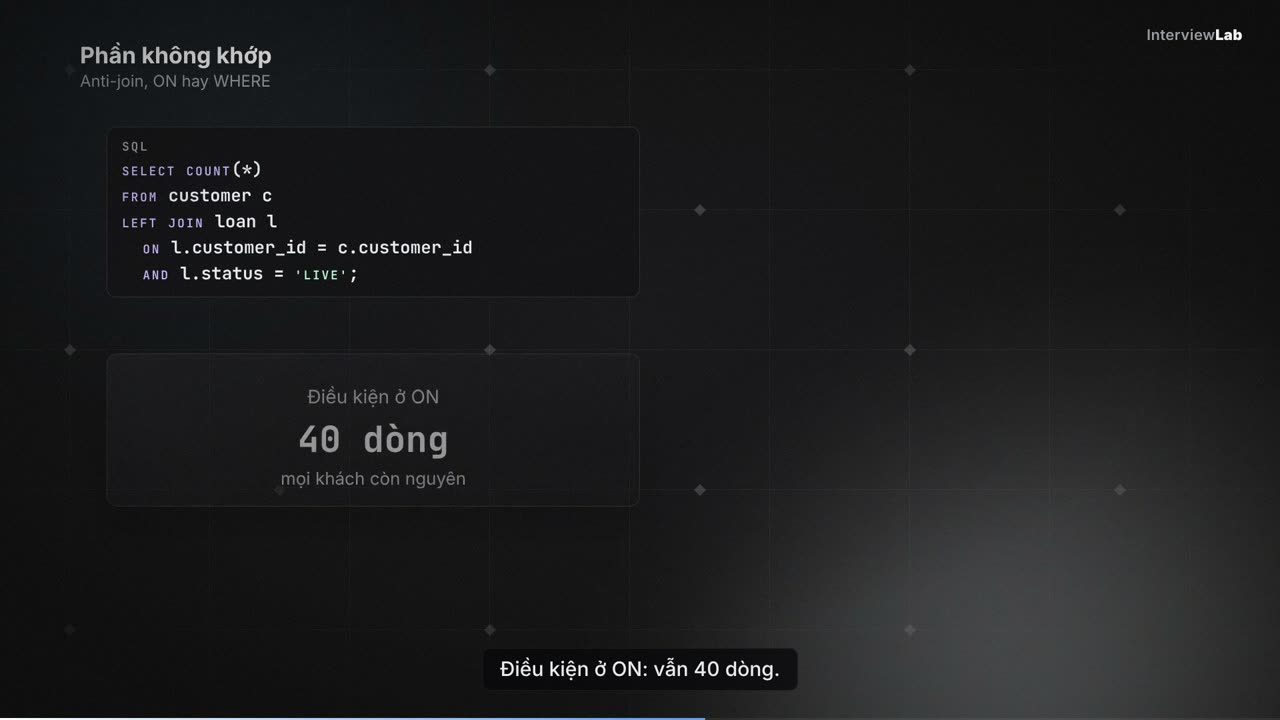 Phần không khớp
Anti-join, ON hay WHERE
InterviewLab
SQL
SELECT COUNT(*)
FROM customer c
LEFT JOIN loan l
ON l.customer_id = c.customer_id
AND l.status = 'LIVE';
Điều kiện ở ON
40 dòng
mọi khách còn nguyên
Điều kiện ở ON: vẫn 40 dòng.